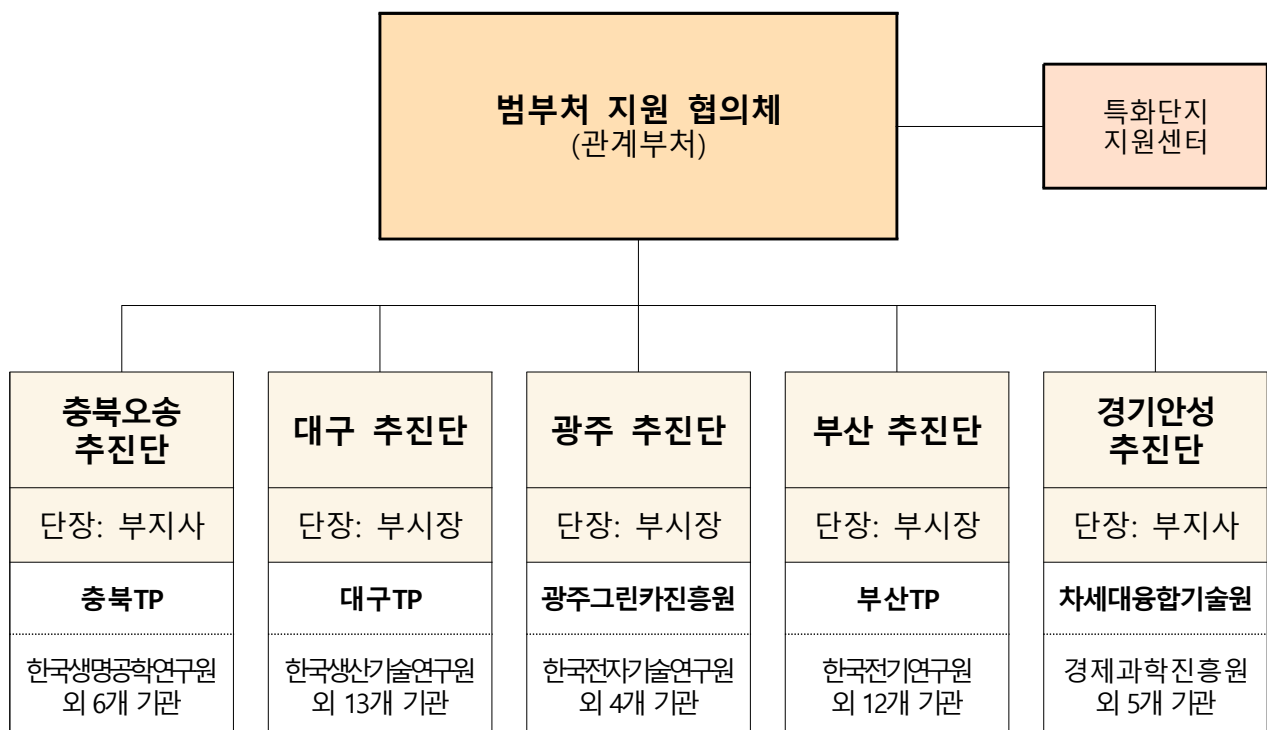 범부처 지원 협의체
(관계부처)
특화단지
지원센터
충북오송
추진단
대구 추진단
광주 추진단
부산 추진단
경기안성
추진단
단장: 부지사
단장: 부시장
단장: 부시장
단장: 부시장
단장: 부지사
충북TP
대구TP
광주그린카진흥원
부산TP
차세대융합기술원
한국생명공학연구원
외 6개 기관
한국생산기술연구원
외 13개 기관
한국전자기술연구원
외 4개 기관
한국전기연구원
외 12개 기관
경제과학진흥원
외 5개 기관